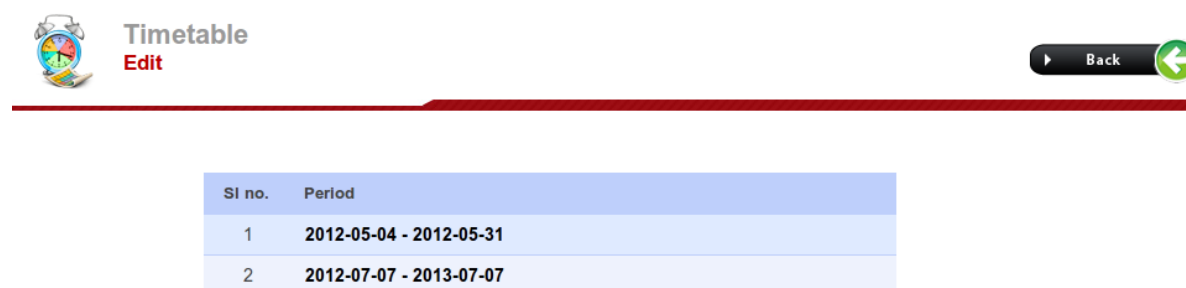 Timetable
Edit
Back
Sl no. Period
1 2012-05-04 - 2012-05-31
2 2012-07-07 - 2013-07-07